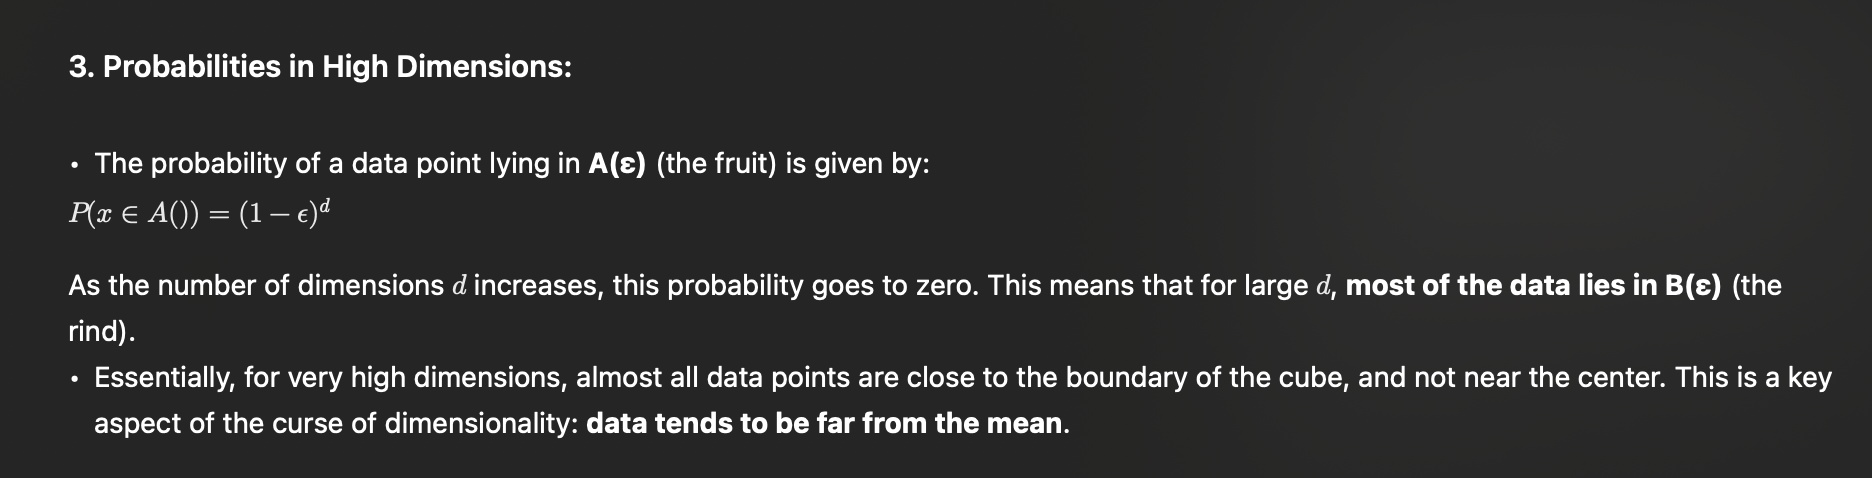 3. Probabilities in High Dimensions:
• The probability of a data point lying in A(ε) (the fruit) is given by:
P(x ∈ A()) = (1 − ϵ)^d
As the number of dimensions d increases, this probability goes to zero. This means that for large d, most of the data lies in B(ε) (the
rind).
• Essentially, for very high dimensions, almost all data points are close to the boundary of the cube, and not near the center. This is a key
aspect of the curse of dimensionality: data tends to be far from the mean.